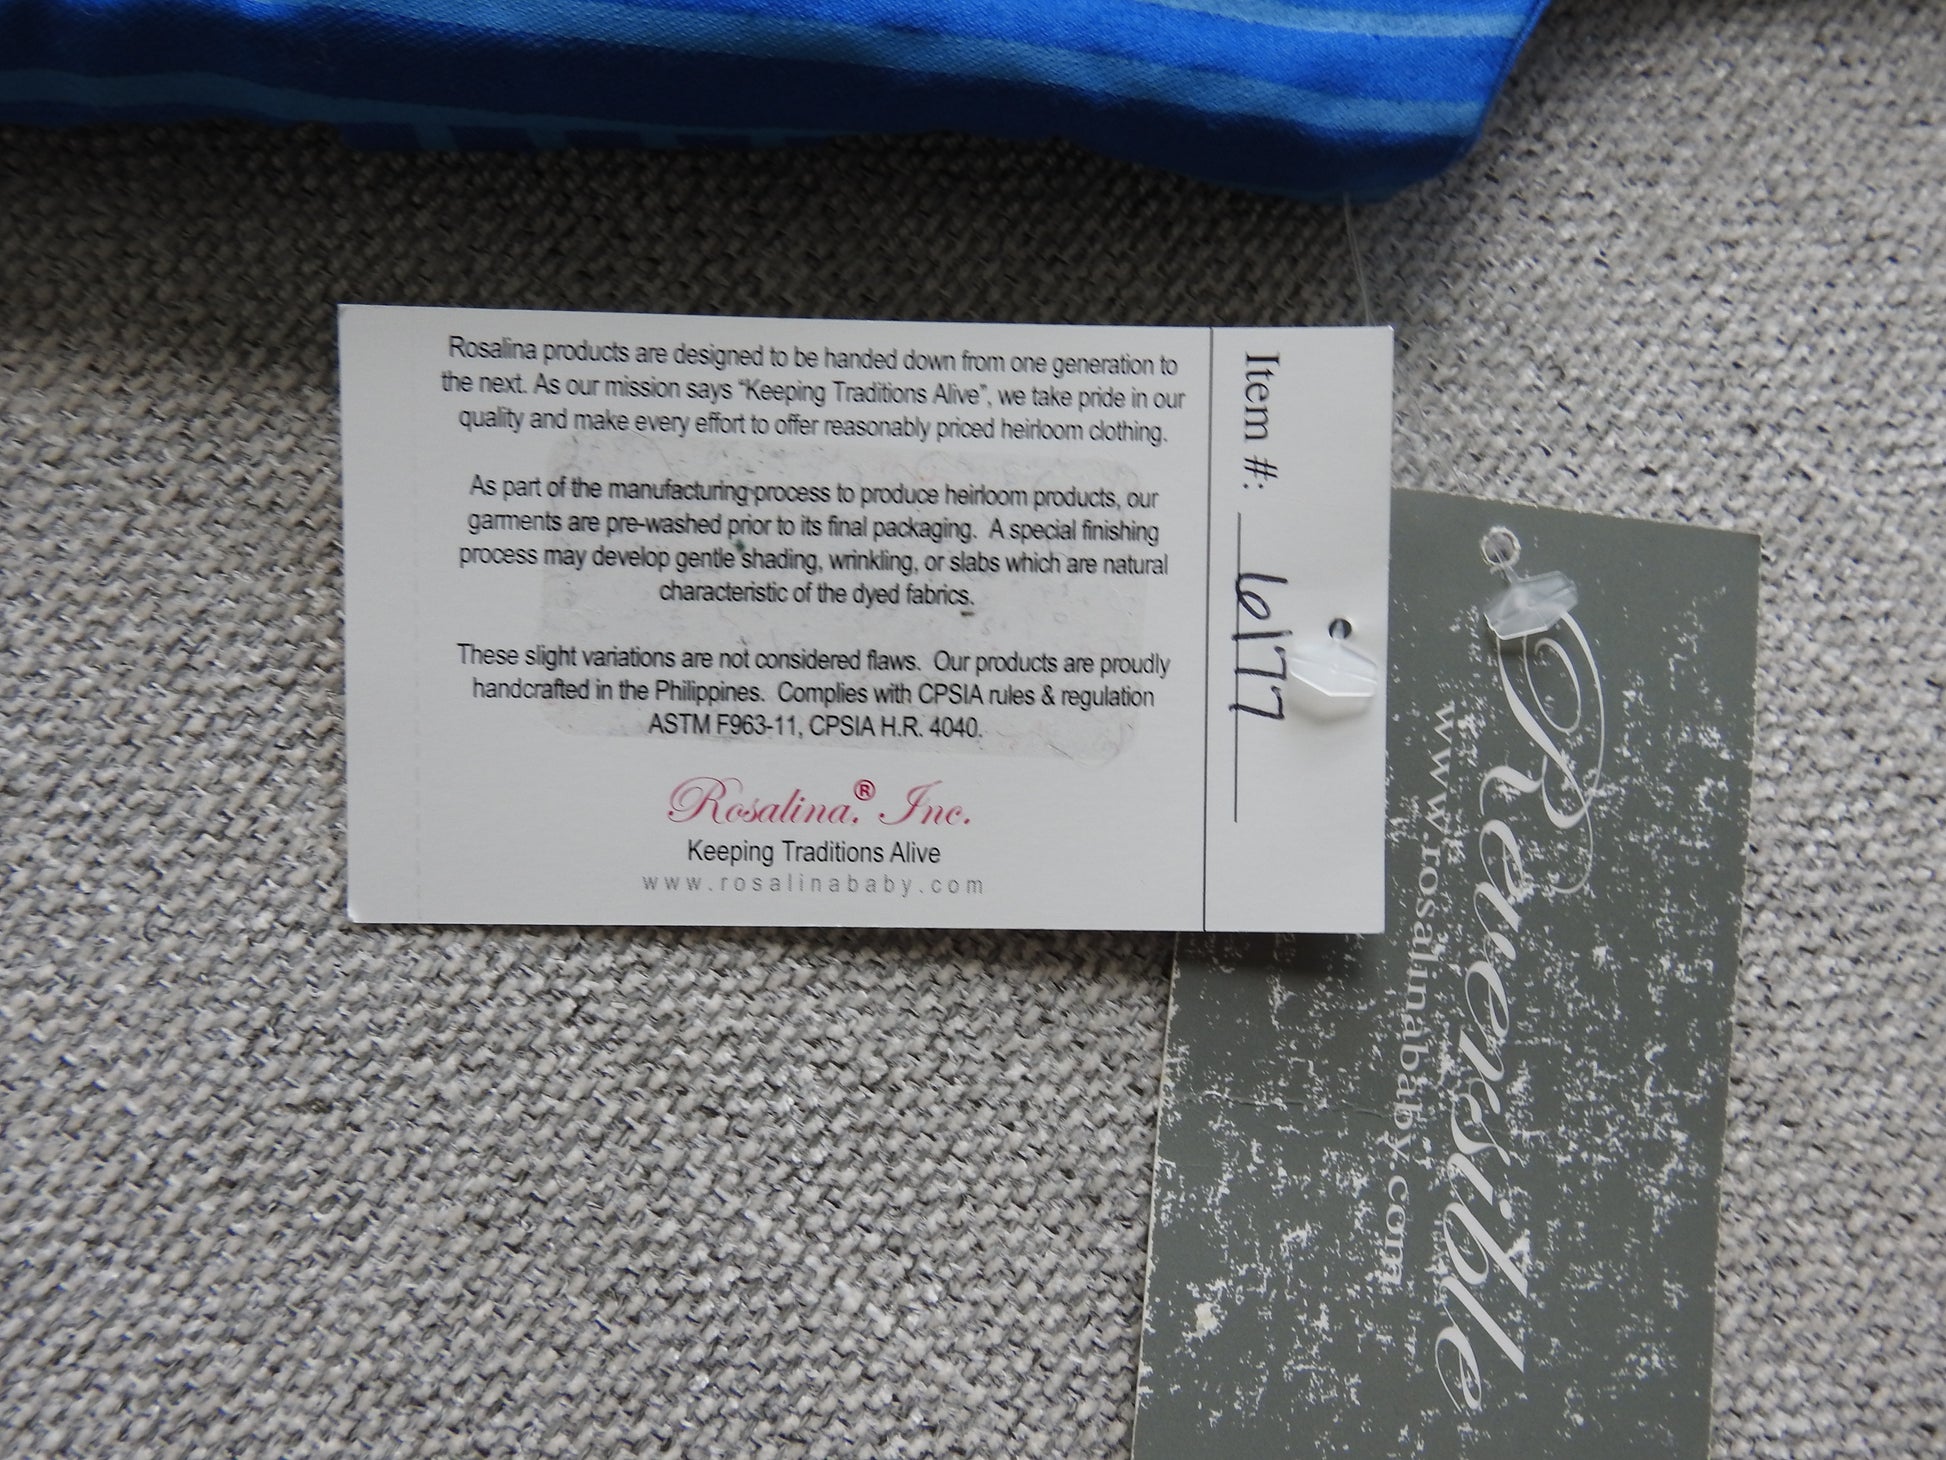 Rosalina products are designed to be handed down from one generation to
the next. As our mission says “Keeping Traditions Alive”, we take pride in our
quality and make every effort to offer reasonably priced heirloom clothing.
As part of the manufacturing process to produce heirloom products, our
garments are pre-washed prior to its final packaging. A special finishing
process may develop gentle shading, wrinkling, or slabs which are natural
characteristic of the dyed fabrics.
These slight variations are not considered flaws. Our products are proudly
handcrafted in the Philippines. Complies with CPSIA rules & regulation
ASTM F963-11, CPSIA H.R. 4040.
Rosalina,® Inc.
Keeping Traditions Alive
www.rosalinababy.com
Item #: 6177
Reversible
www.rosalinababy.com